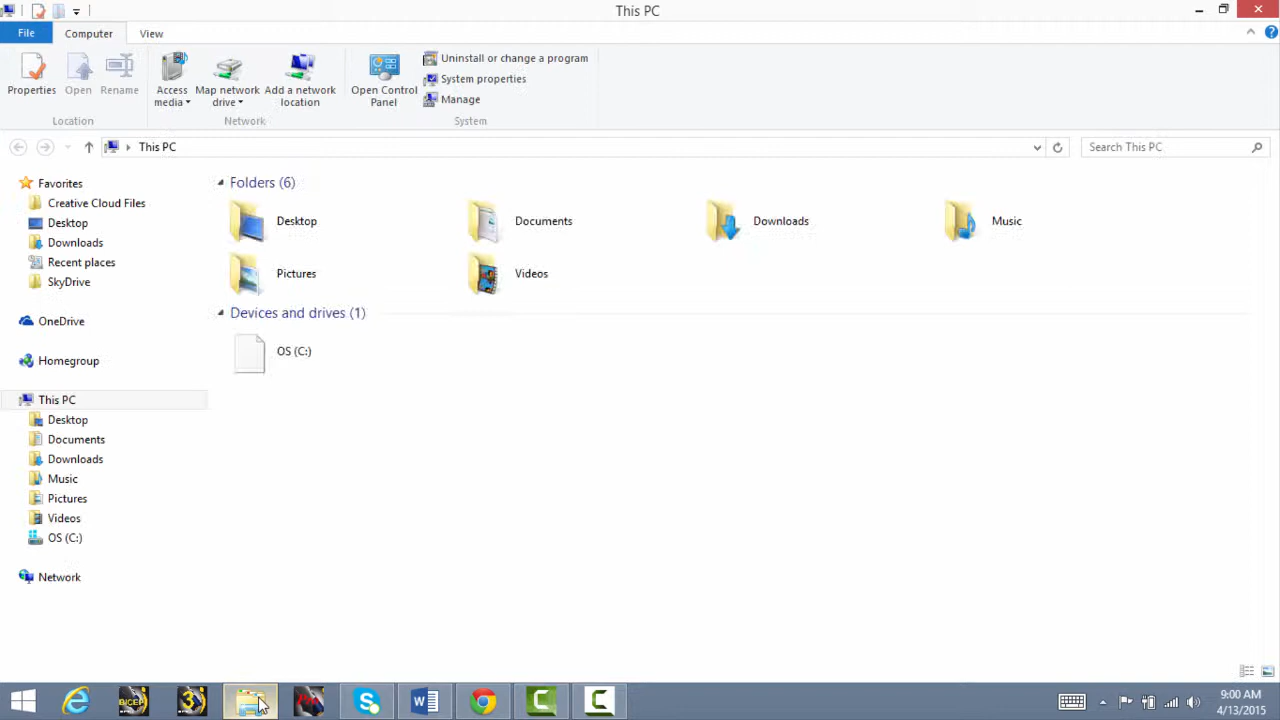 This PC
File
Computer
View
Properties
Open
Rename
Access media
Map network drive
Add a network location
Open Control Panel
Uninstall or change a program
System properties
Manage
Location
Network
System
This PC
Search This PC
Favorites
Creative Cloud Files
Desktop
Downloads
Recent places
SkyDrive
OneDrive
Homegroup
This PC
Desktop
Documents
Downloads
Music
Pictures
Videos
OS (C:)
Network
Folders (6)
Desktop
Documents
Downloads
Music
Pictures
Videos
Devices and drives (1)
OS (C:)
9:00 AM
4/13/2015